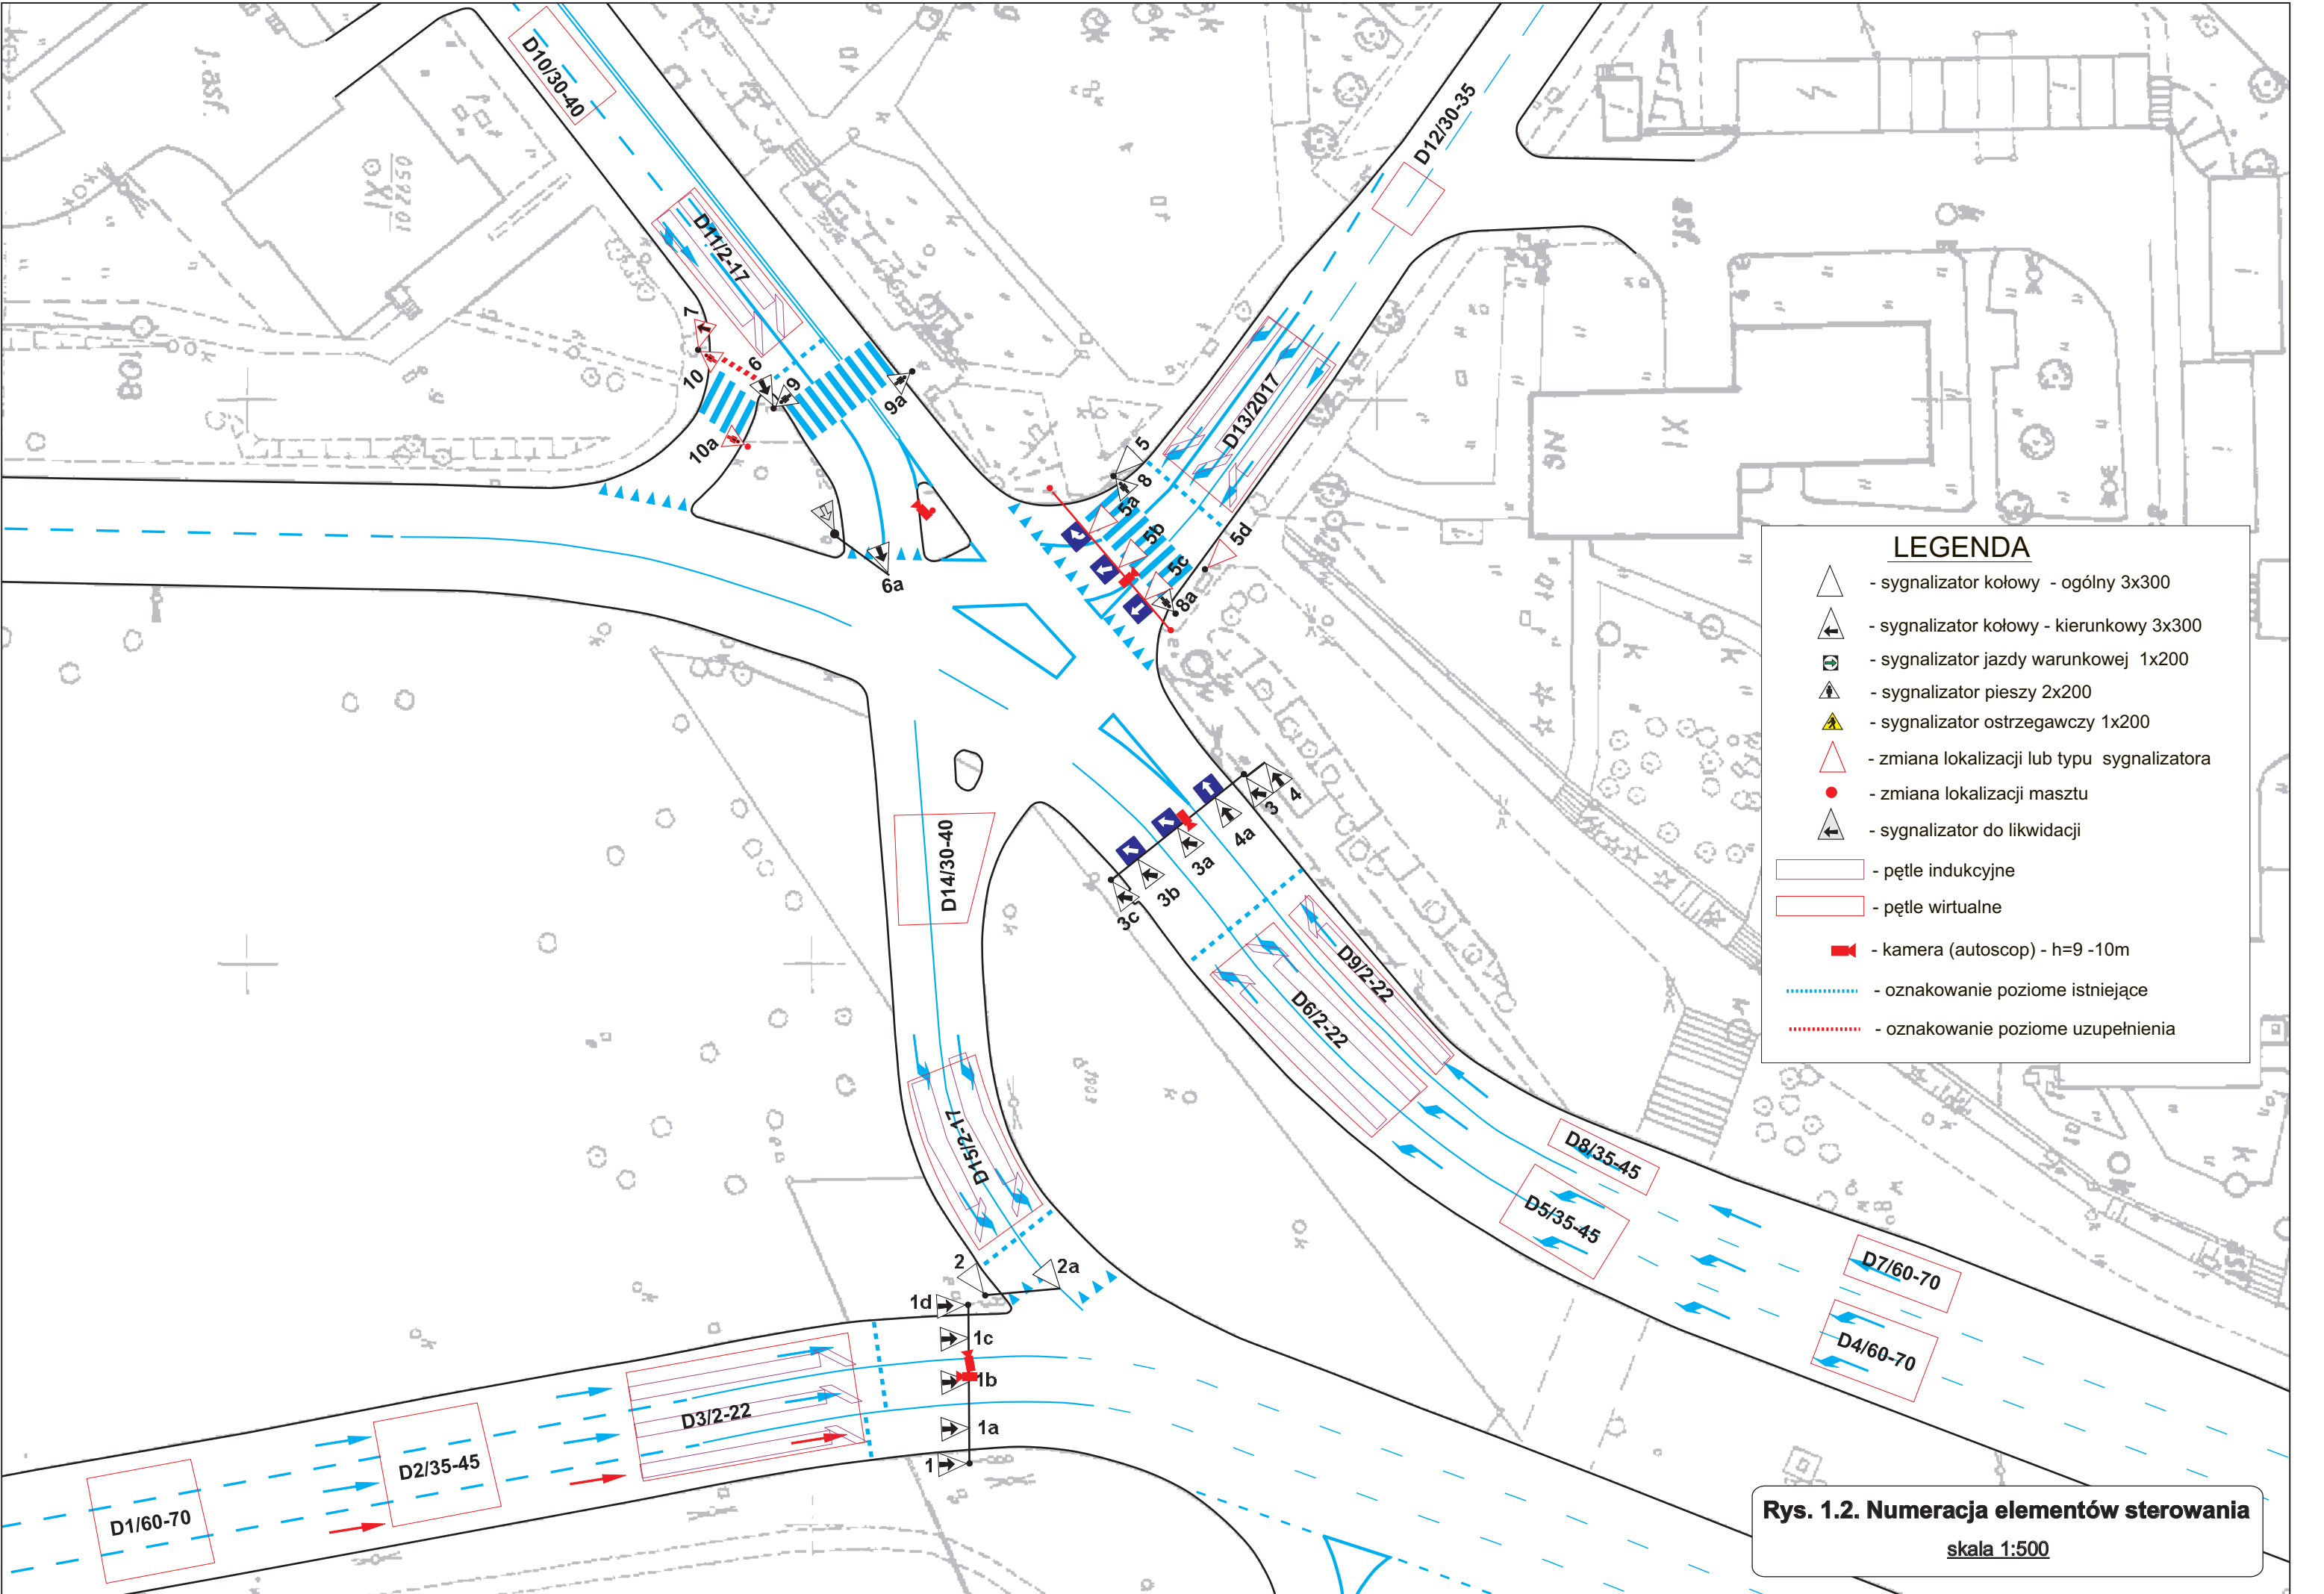 D10/30-40
1.asf.
D12/30-35
D11/2-17
7
10
6
9
9a
10a
6a
D13/2017
5
8
5a
5b
5c
5d
8a
asf.
XI
108
LEGENDA
- sygnalizator kołowy - ogólny 3x300
- sygnalizator kołowy - kierunkowy 3x300
- sygnalizator jazdy warunkowej 1x200
- sygnalizator pieszy 2x200
- sygnalizator ostrzegawczy 1x200
- zmiana lokalizacji lub typu sygnalizatora
- zmiana lokalizacji masztu
- sygnalizator do likwidacji
- pętle indukcyjne
- pętle wirtualne
- kamera (autoscop) - h=9 -10m
- oznakowanie poziome istniejące
- oznakowanie poziome uzupełnienia
3
4
4a
3a
3b
3c
D14/30-40
D9/2-22
D6/2-22
D15/2-17
D8/35-45
D5/35-45
D7/60-70
D4/60-70
2
2a
1d
1c
1b
1a
1
D3/2-22
D2/35-45
D1/60-70
Rys. 1.2. Numeracja elementów sterowania
skala 1:500